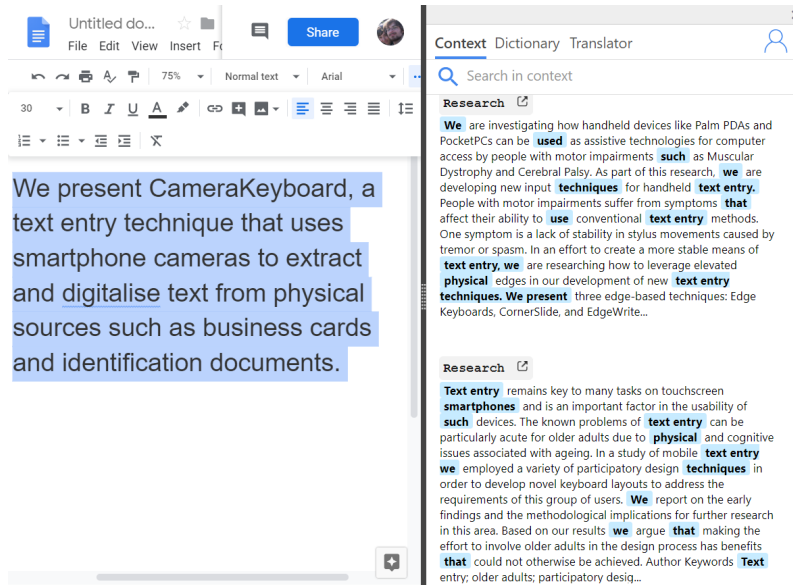 Untitled do...
File Edit View Insert Fo
Share
75% Normal text Arial
30 B I U A
We present CameraKeyboard, a
text entry technique that uses
smartphone cameras to extract
and digitalise text from physical
sources such as business cards
and identification documents.
Context Dictionary Translator
Search in context
Research
We are investigating how handheld devices like Palm PDAs and
PocketPCs can be used as assistive technologies for computer
access by people with motor impairments such as Muscular
Dystrophy and Cerebral Palsy. As part of this research, we are
developing new input techniques for handheld text entry.
People with motor impairments suffer from symptoms that
affect their ability to use conventional text entry methods.
One symptom is a lack of stability in stylus movements caused by
tremor or spasm. In an effort to create a more stable means of
text entry, we are researching how to leverage elevated
physical edges in our development of new text entry
techniques. We present three edge-based techniques: Edge
Keyboards, CornerSlide, and EdgeWrite...
Research
Text entry remains key to many tasks on touchscreen
smartphones and is an important factor in the usability of
such devices. The known problems of text entry can be
particularly acute for older adults due to physical and cognitive
issues associated with ageing. In a study of mobile text entry
we employed a variety of participatory design techniques in
order to develop novel keyboard layouts to address the
requirements of this group of users. We report on the early
findings and the methodological implications for further research
in this area. Based on our results we argue that making the
effort to involve older adults in the design process has benefits
that could not otherwise be achieved. Author Keywords Text
entry; older adults; participatory desig...